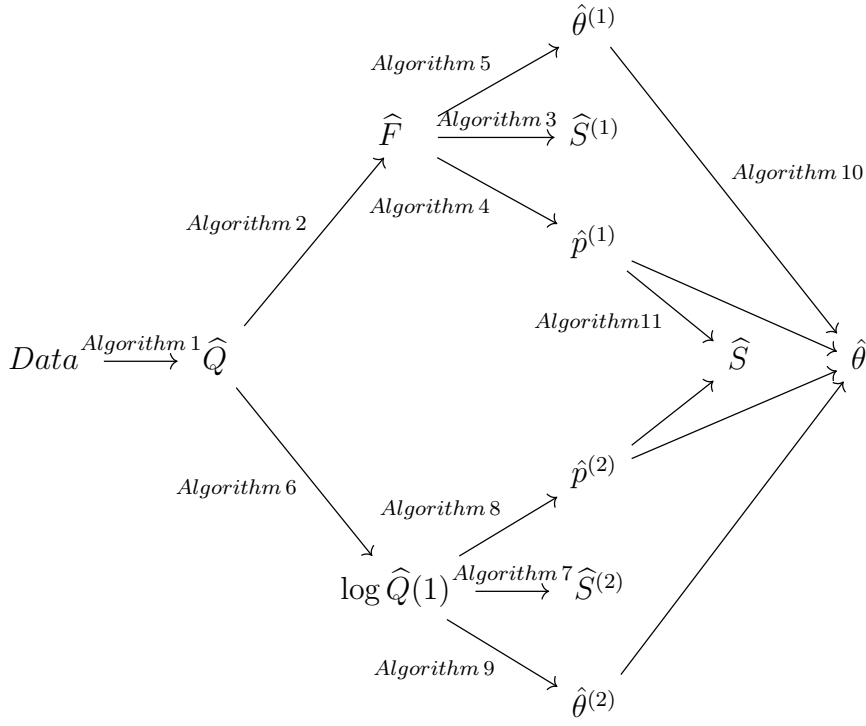 θ̂⁽¹⁾
Algorithm 5
F̂
Algorithm 3
Ŝ⁽¹⁾
Algorithm 10
Algorithm 4
Algorithm 2
p̂⁽¹⁾
Algorithm11
Data
Algorithm 1
Q̂
Ŝ
θ̂
p̂⁽²⁾
Algorithm 6
Algorithm 8
log Q̂(1)
Algorithm 7
Ŝ⁽²⁾
Algorithm 9
θ̂⁽²⁾